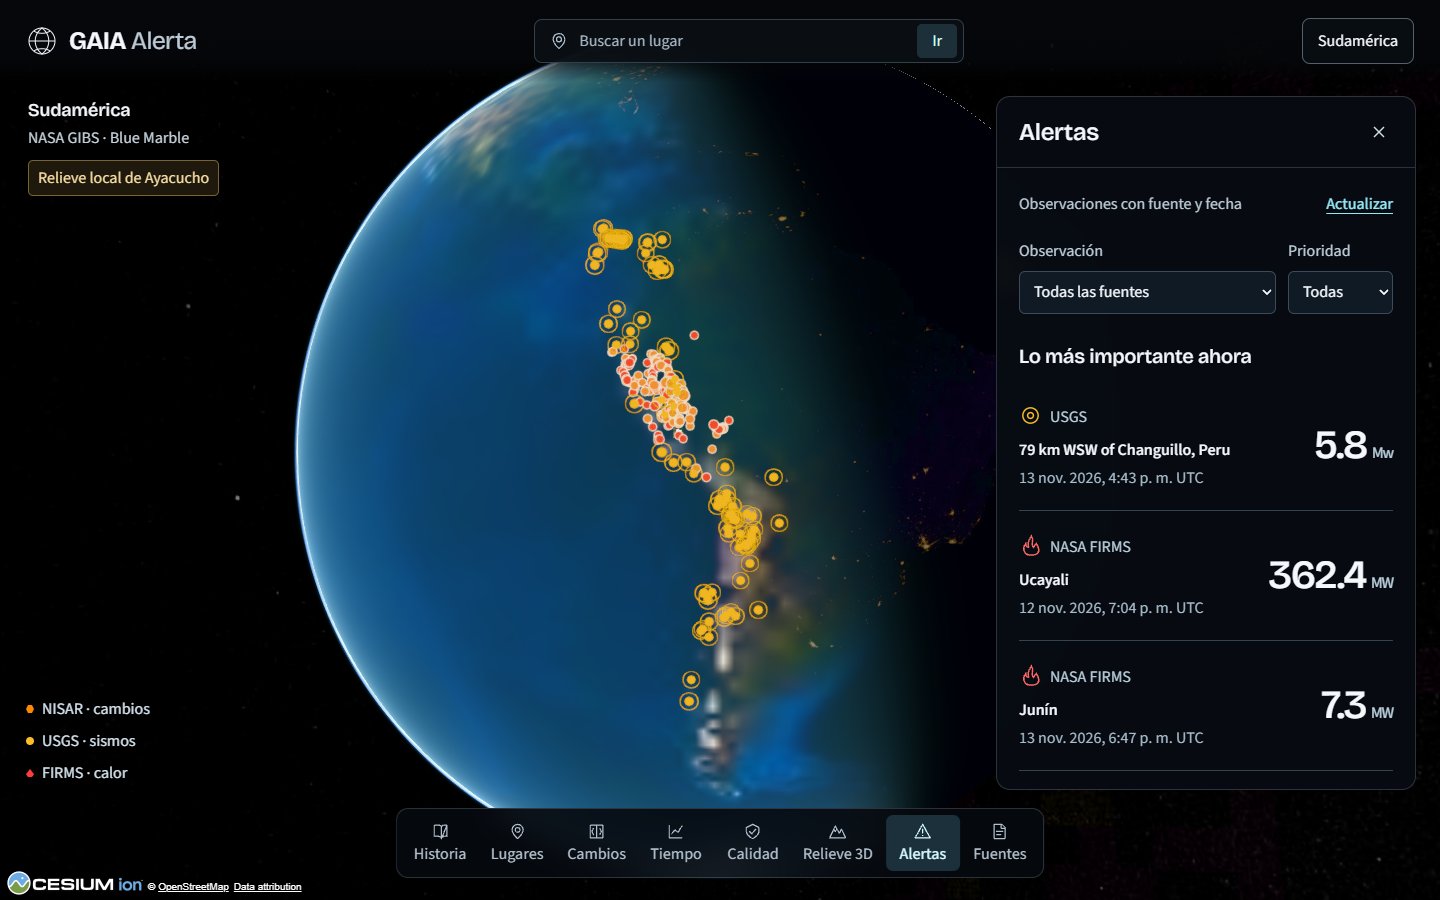 GAIA Alerta
Buscar un lugar
Ir
Sudamérica
Sudamérica
NASA GIBS · Blue Marble
Relieve local de Ayacucho
Alertas
Observaciones con fuente y fecha
Actualizar
Observación
Prioridad
Todas las fuentes
Todas
Lo más importante ahora
USGS
79 km WSW of Changuillo, Peru
13 nov. 2026, 4:43 p. m. UTC
5.8 Mw
NASA FIRMS
Ucayali
12 nov. 2026, 7:04 p. m. UTC
362.4 MW
NASA FIRMS
Junín
13 nov. 2026, 6:47 p. m. UTC
7.3 MW
NISAR · cambios
USGS · sismos
FIRMS · calor
Historia
Lugares
Cambios
Tiempo
Calidad
Relieve 3D
Alertas
Fuentes
CESIUM ion © OpenStreetMap Data attribution